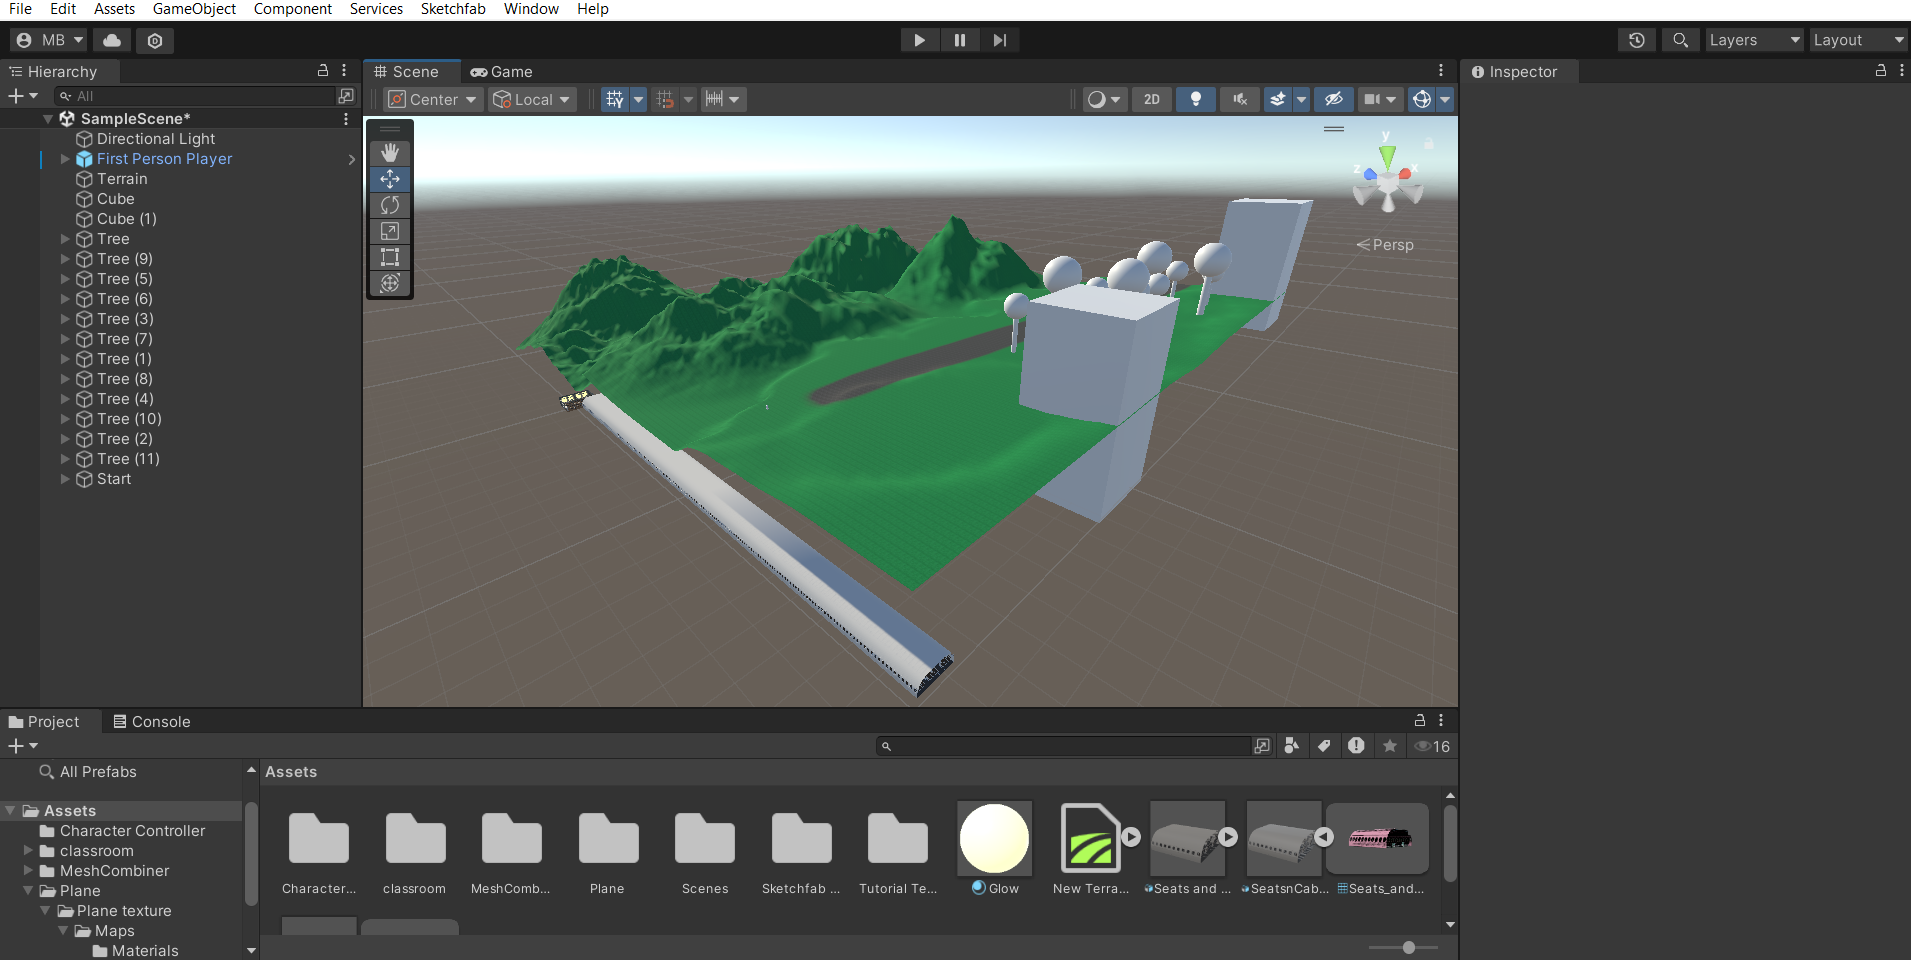 File Edit Assets GameObject Component Services Sketchfab Window Help
MB Layers Layout
Hierarchy
All
SampleScene*
Directional Light
First Person Player
Terrain
Cube
Cube (1)
Tree
Tree (9)
Tree (5)
Tree (6)
Tree (3)
Tree (7)
Tree (1)
Tree (8)
Tree (4)
Tree (10)
Tree (2)
Tree (11)
Start
Scene Game
Center Local 2D
y
z x
Persp
Inspector
Project Console
16
All Prefabs
Assets
Character Controller
classroom
MeshCombiner
Plane
Plane texture
Maps
Materials
Assets
Character... classroom MeshComb... Plane Scenes Sketchfab ... Tutorial Te... Glow New Terra... Seats and ... SeatsnCab... Seats_and...